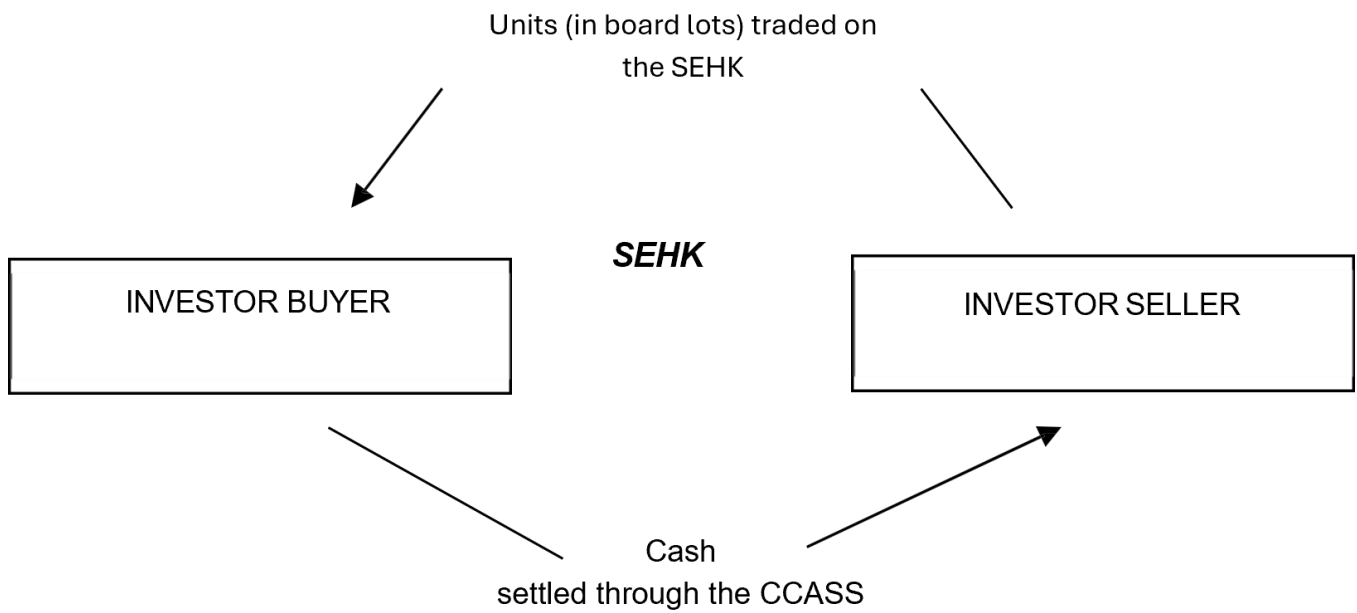 Units (in board lots) traded on
the SEHK
SEHK
INVESTOR BUYER
INVESTOR SELLER
Cash
settled through the CCASS